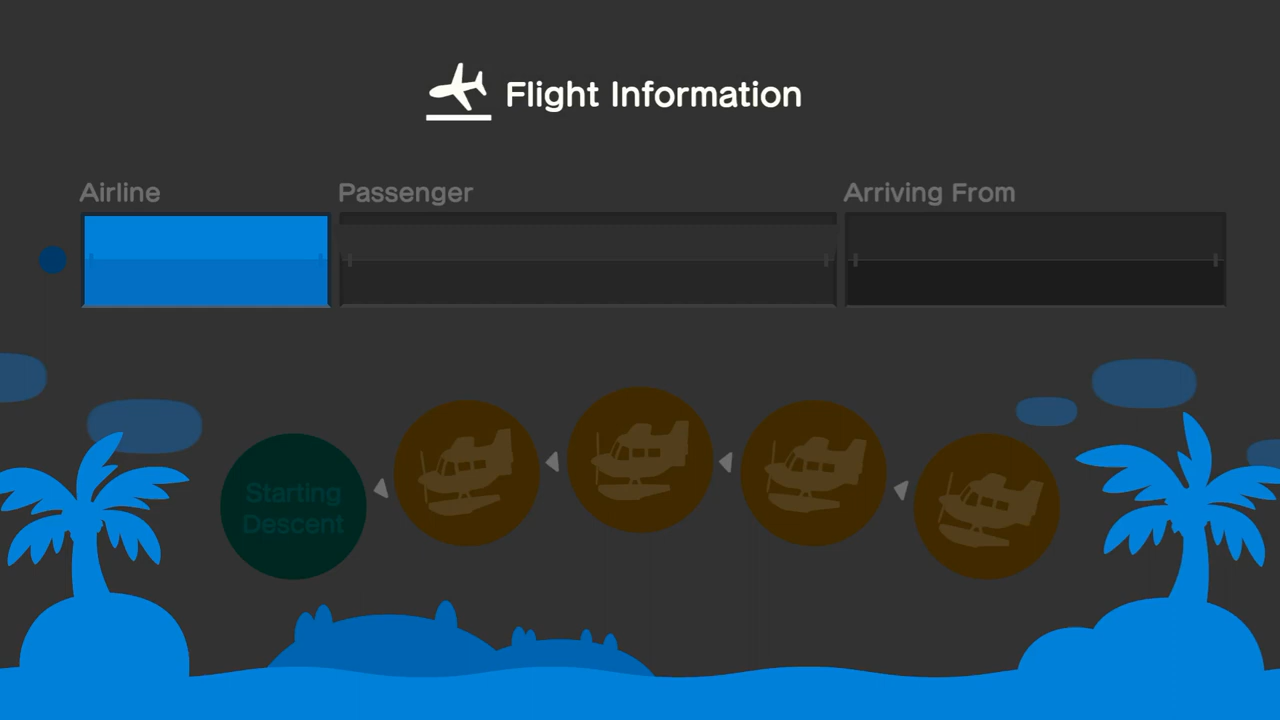 Flight Information
Airline
Passenger
Arriving From
Starting
Descent